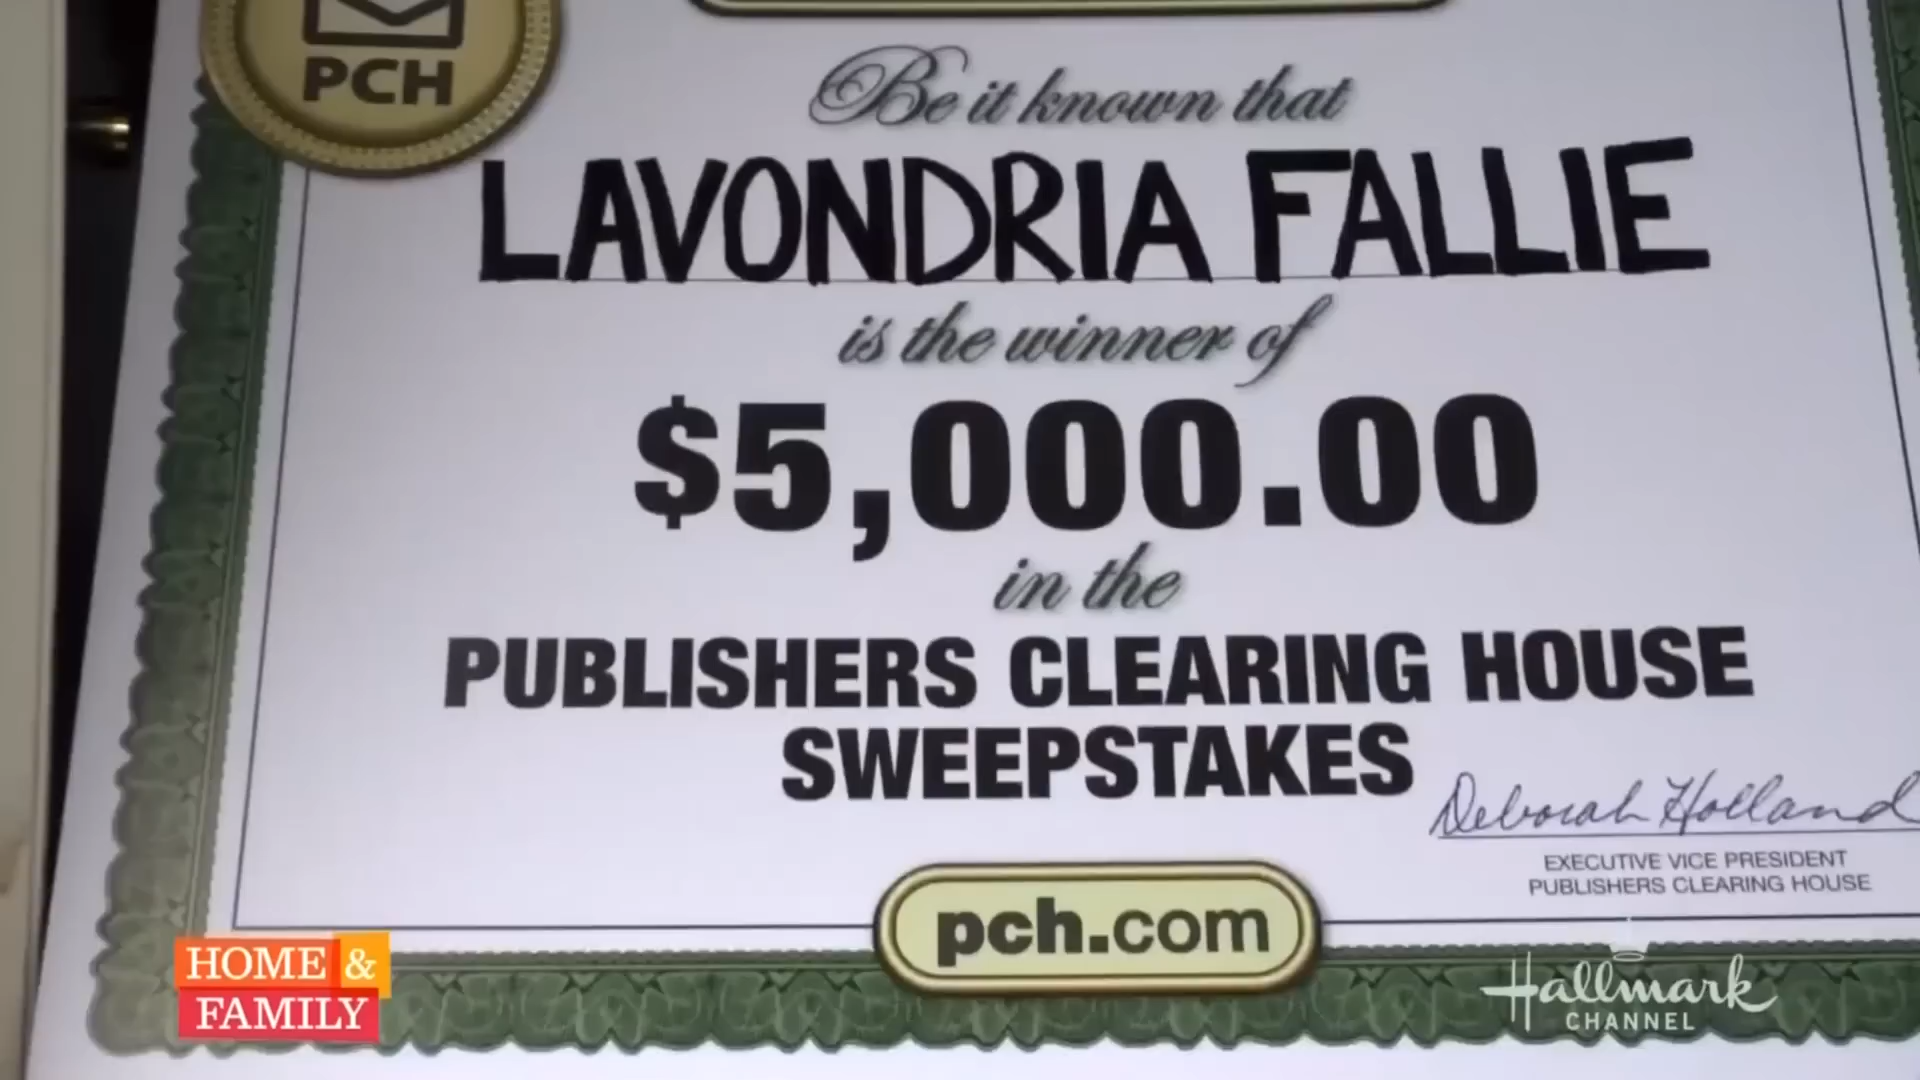 PCH
Be it known that
LAVONDRIA FALLIE
is the winner of
$5,000.00
in the
PUBLISHERS CLEARING HOUSE
SWEEPSTAKES
Deborah Holland
EXECUTIVE VICE PRESIDENT
PUBLISHERS CLEARING HOUSE
pch.com
HOME &
FAMILY
Hallmark
CHANNEL